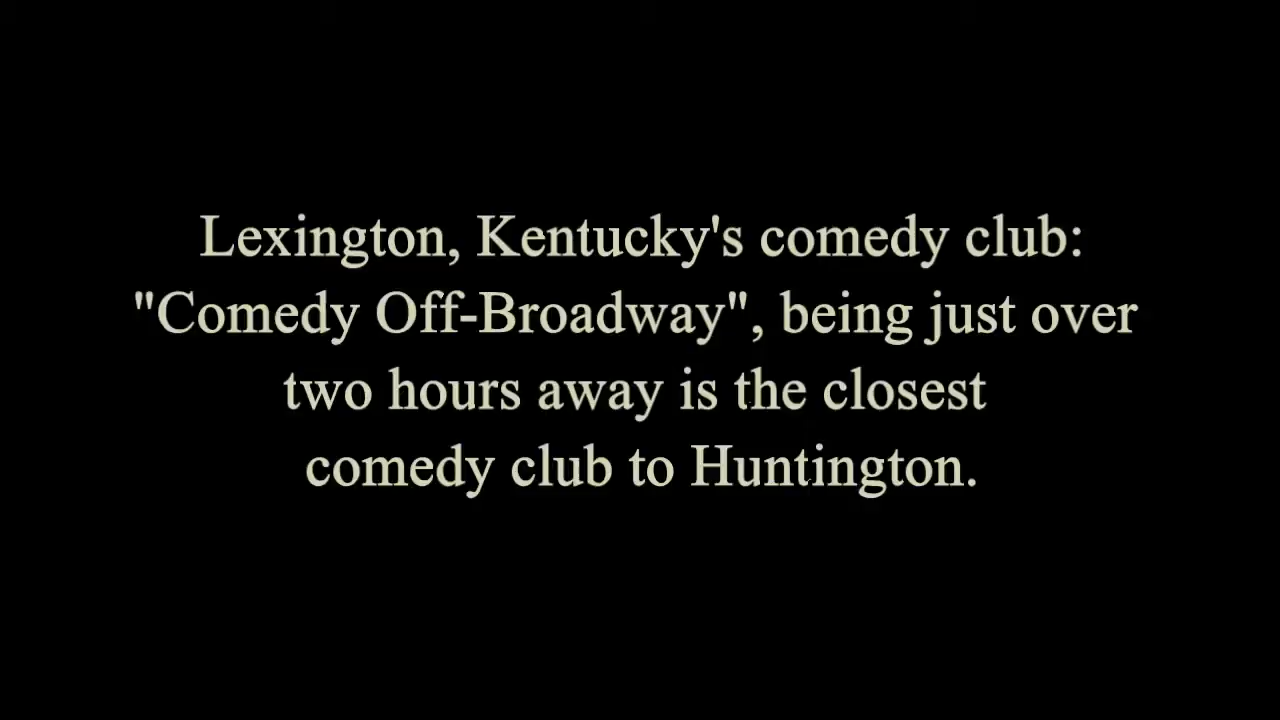 Lexington, Kentucky's comedy club:
"Comedy Off-Broadway", being just over
two hours away is the closest
comedy club to Huntington.